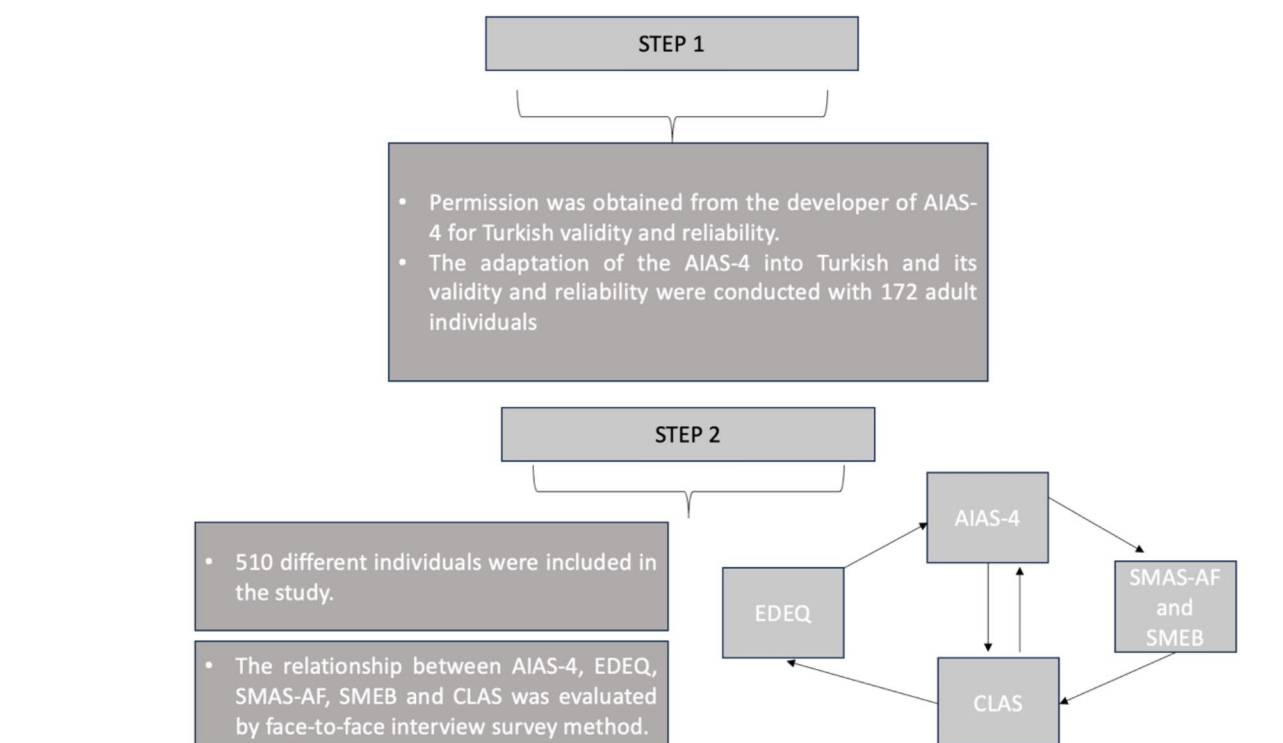 STEP 1
• Permission was obtained from the developer of AIAS-
4 for Turkish validity and reliability.
• The adaptation of the AIAS-4 into Turkish and its
validity and reliability were conducted with 172 adult
individuals
STEP 2
• 510 different individuals were included in
the study.
• The relationship between AIAS-4, EDEQ,
SMAS-AF, SMEB and CLAS was evaluated
by face-to-face interview survey method.
AIAS-4
EDEQ
SMAS-AF
and
SMEB
CLAS